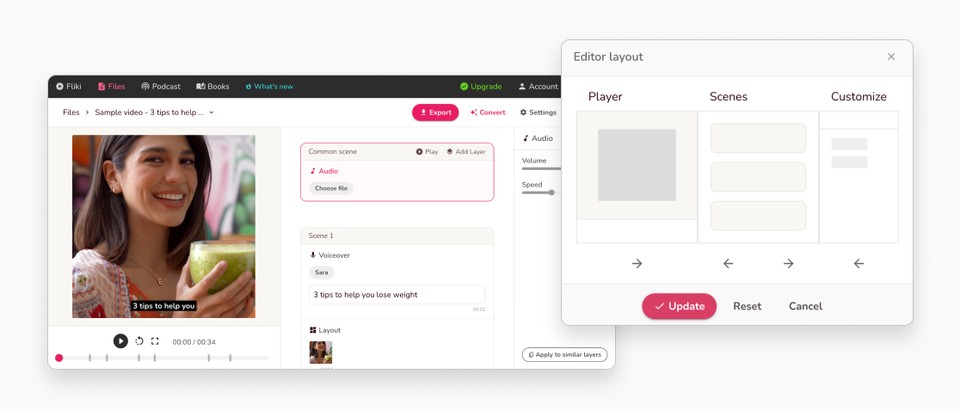 Fliki Files Podcast Books What's new Upgrade Account
Files > Sample video - 3 tips to help ... Export Convert Settings
3 tips to help you
00:00 / 00:34
Common scene Play Add Layer
Audio
Choose file
Scene 1
Voiceover
Sara
3 tips to help you lose weight
Layout
Audio
Volume
Speed
Apply to similar layers
Editor layout
Player Scenes Customize
Update Reset Cancel